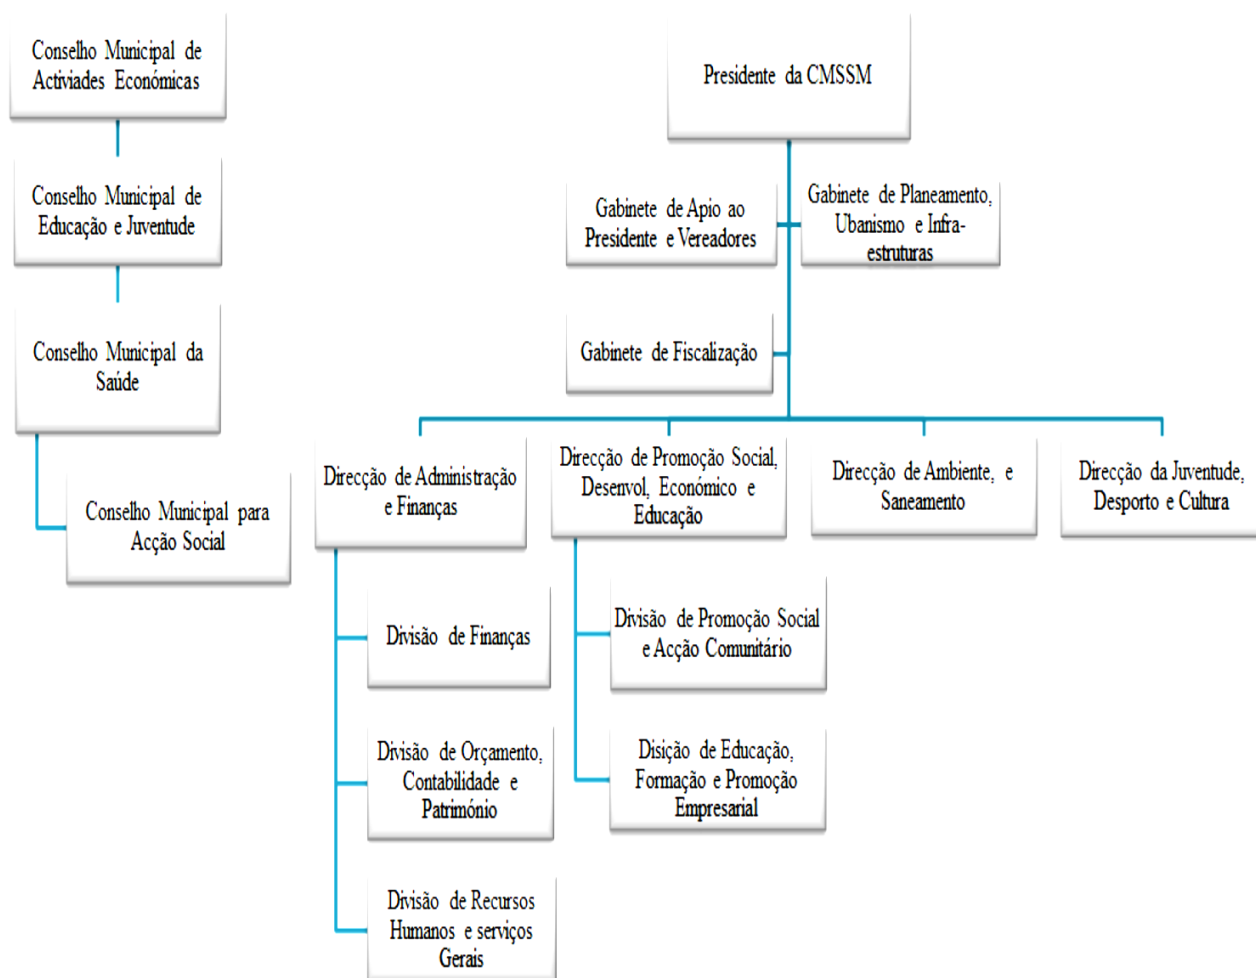 Conselho Municipal de
Activiades Económicas
Conselho Municipal de
Educação e Juventude
Conselho Municipal da
Saúde
Conselho Municipal para
Acção Social
Presidente da CMSSM
Gabinete de Apio ao
Presidente e Vereadores
Gabinete de Planeamento,
Ubanismo e Infra-
estruturas
Gabinete de Fiscalização
Direcção de Administração
e Finanças
Direcção de Promoção Social,
Desenvol, Económico e
Educação
Direcção de Ambiente, e
Saneamento
Direcção da Juventude,
Desporto e Cultura
Divisão de Finanças
Divisão de Orçamento,
Contabilidade e
Património
Divisão de Recursos
Humanos e serviços
Gerais
Divisão de Promoção Social
e Acção Comunitário
Disição de Educação,
Formação e Promoção
Empresarial